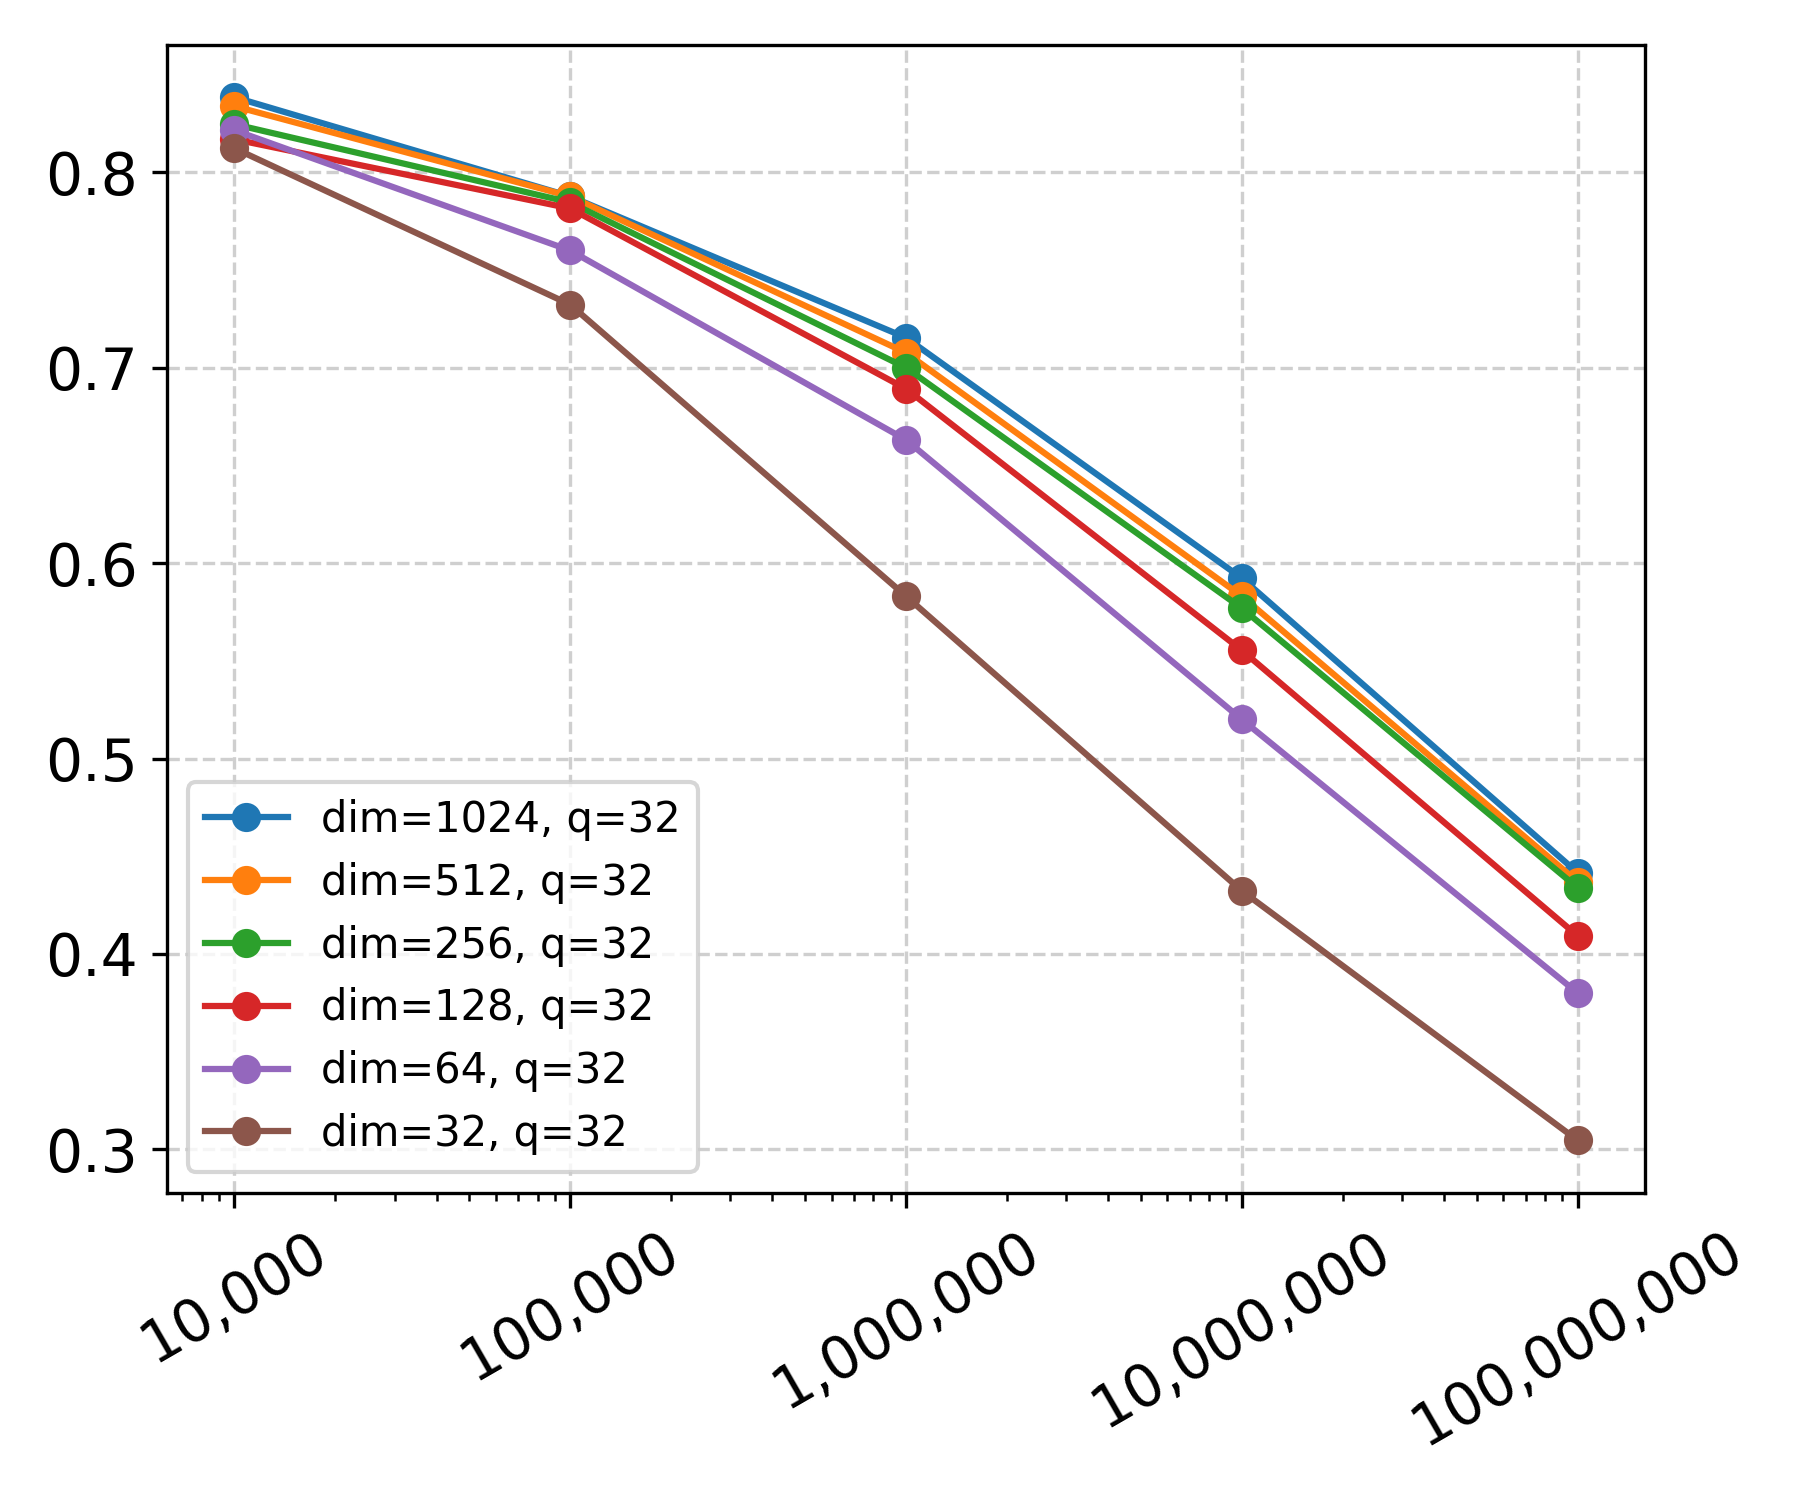 0.8
0.7
0.6
0.5
0.4
0.3
dim=1024, q=32
dim=512, q=32
dim=256, q=32
dim=128, q=32
dim=64, q=32
dim=32, q=32
10,000
100,000
1,000,000
10,000,000
100,000,000